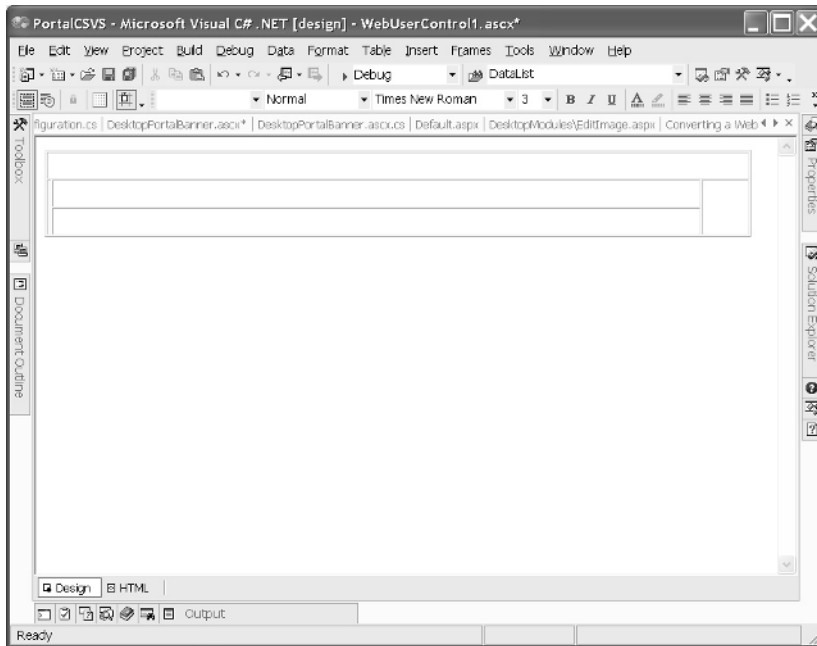 PortalCSVS - Microsoft Visual C# .NET [design] - WebUserControl1.ascx*
File Edit View Project Build Debug Data Format Table Insert Frames Tools Window Help
Debug DataList
Normal Times New Roman 3 B I U A
figuration.cs DesktopPortalBanner.ascx* DesktopPortalBanner.ascx.cs Default.aspx DesktopModules\EditImage.aspx Converting a Web
Toolbox
Document Outline
Properties
Solution Explorer
Design HTML
Output
Ready